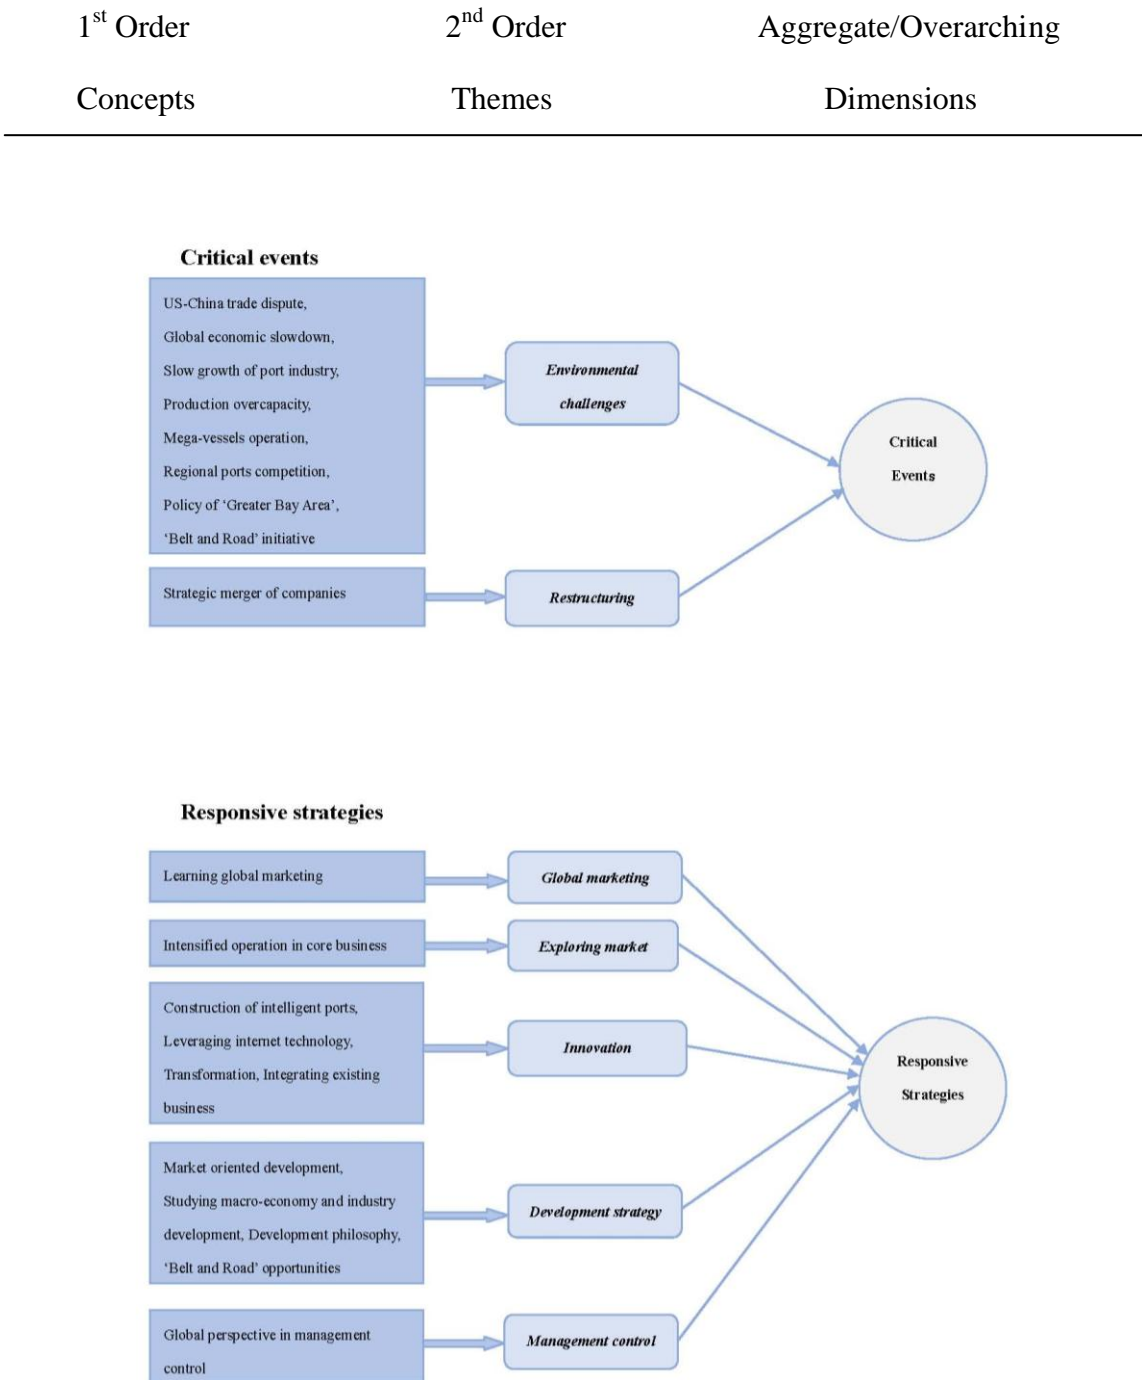 1st Order
2nd Order
Aggregate/Overarching
Concepts
Themes
Dimensions
Critical events
US-China trade dispute,
Global economic slowdown,
Slow growth of port industry,
Production overcapacity,
Mega-vessels operation,
Regional ports competition,
Policy of ‘Greater Bay Area’,
‘Belt and Road’ initiative
Environmental
challenges
Critical
Events
Strategic merger of companies
Restructuring
Responsive strategies
Learning global marketing
Global marketing
Intensified operation in core business
Exploring market
Construction of intelligent ports,
Leveraging internet technology,
Transformation, Integrating existing
business
Innovation
Responsive
Strategies
Market oriented development,
Studying macro-economy and industry
development, Development philosophy,
‘Belt and Road’ opportunities
Development strategy
Global perspective in management
control
Management control